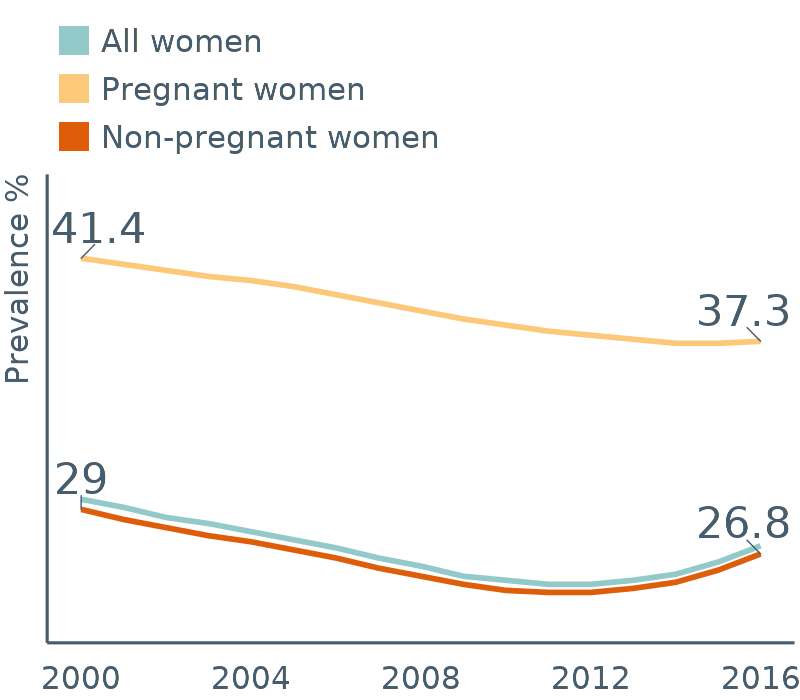 All women
Pregnant women
Non-pregnant women
Prevalence %
41.4
37.3
29
26.8
2000 2004 2008 2012 2016